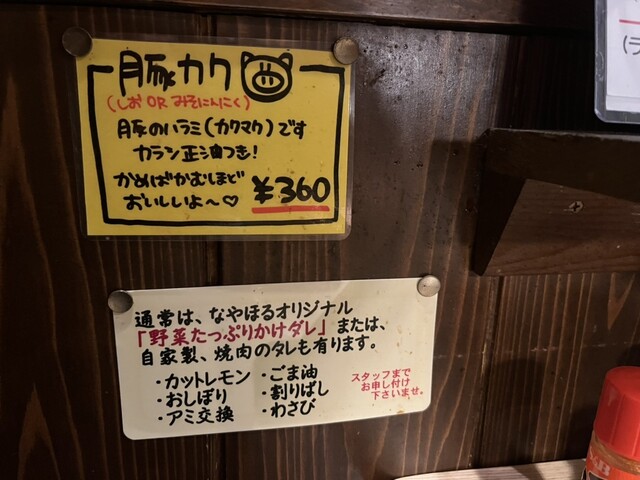 豚カク
(しお OR みそにんにく)
豚のハラミ(カクマク)です
カラシ正油つき!
かめばかむしほど
おいしいよ〜♡
¥360
通常は、なやほるオリジナル
「野菜たっぷりかけダレ」または、
自家製、焼肉のタレも有ります。
・カットレモン ・ごま油
・おしぼり ・割りばし
・アミ交換 ・わさび
スタッフまで
お申し付け
下さいませ。